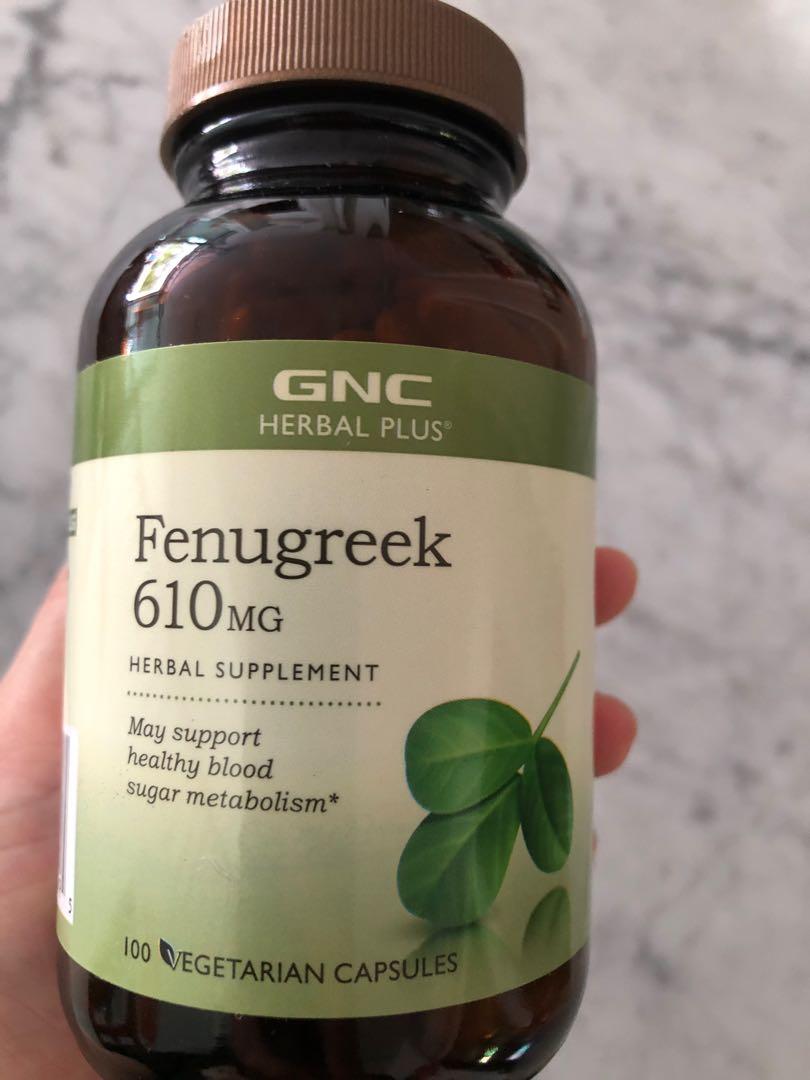 GNC
HERBAL PLUS®
Fenugreek
610MG
HERBAL SUPPLEMENT
May support
healthy blood
sugar metabolism*
100 VEGETARIAN CAPSULES